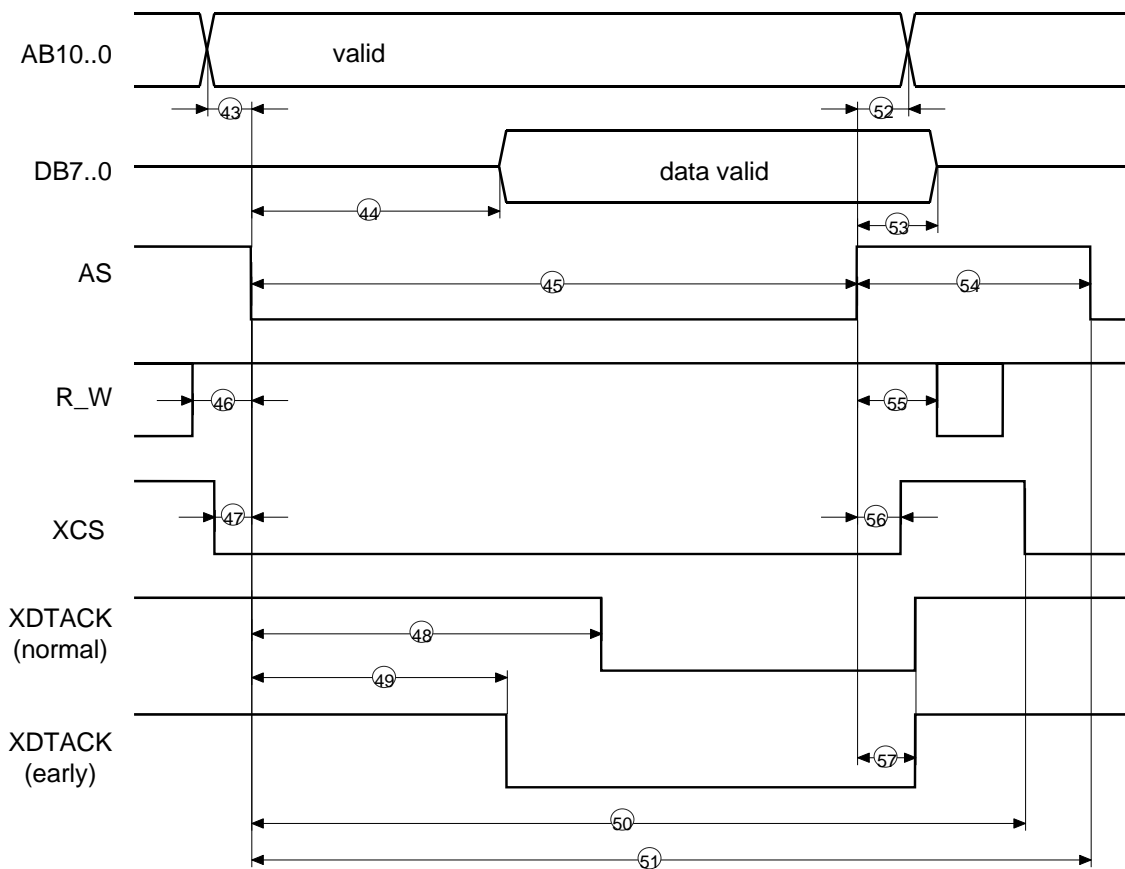 AB10..0
valid
43
52
DB7..0
data valid
44
53
AS
45
54
R_W
46
55
XCS
47
56
XDTACK
(normal)
48
49
XDTACK
(early)
57
50
51